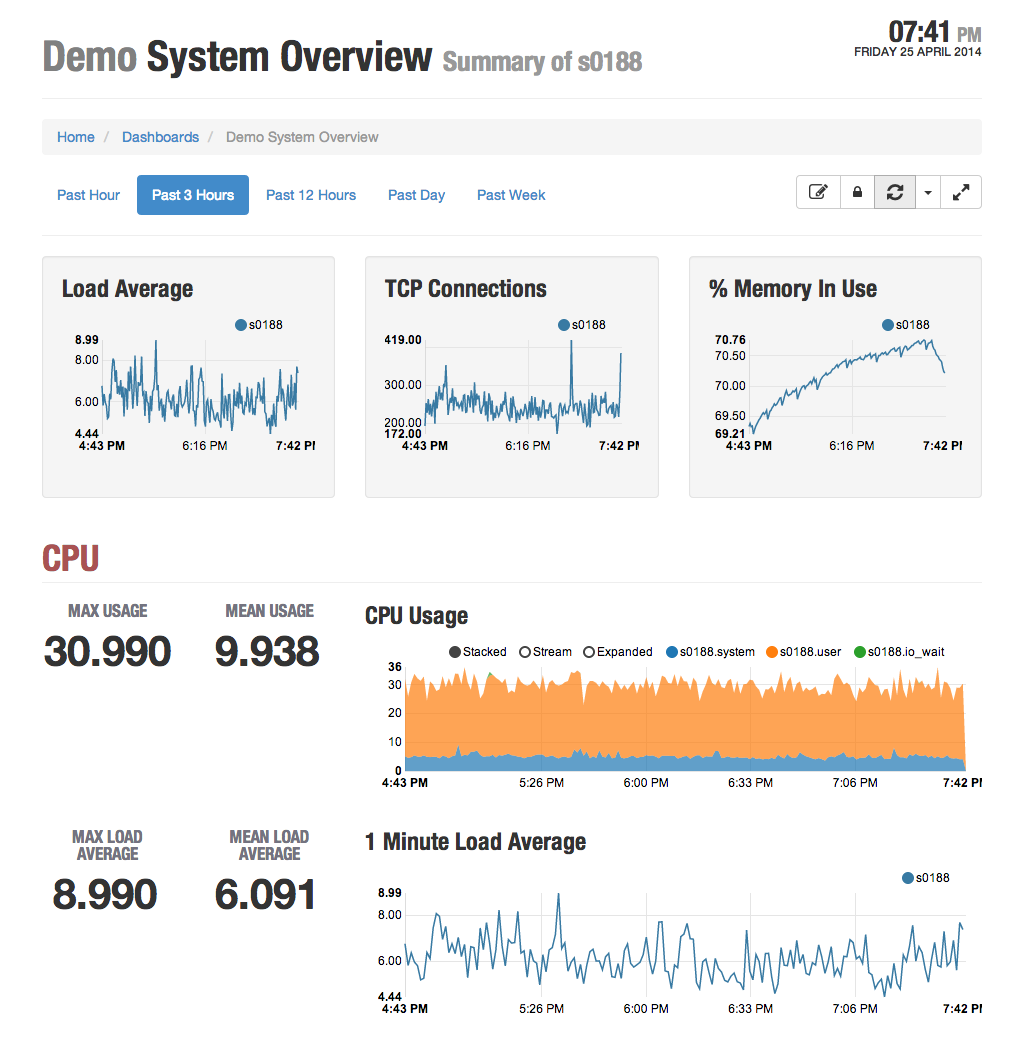 Demo System Overview Summary of s0188
07:41 PM
FRIDAY 25 APRIL 2014
Home / Dashboards / Demo System Overview
Past Hour Past 3 Hours Past 12 Hours Past Day Past Week
Load Average
s0188
8.99
8.00
6.00
4.44
4:43 PM 6:16 PM 7:42 PM
TCP Connections
s0188
419.00
300.00
200.00
172.00
4:43 PM 6:16 PM 7:42 PM
% Memory In Use
s0188
70.76
70.50
70.00
69.50
69.21
4:43 PM 6:16 PM 7:42 PM
CPU
MAX USAGE
30.990
MEAN USAGE
9.938
CPU Usage
Stacked Stream Expanded s0188.system s0188.user s0188.io_wait
36
30
20
10
0
4:43 PM 5:26 PM 6:00 PM 6:33 PM 7:06 PM 7:42 PM
MAX LOAD
AVERAGE
8.990
MEAN LOAD
AVERAGE
6.091
1 Minute Load Average
s0188
8.99
8.00
6.00
4.44
4:43 PM 5:26 PM 6:00 PM 6:33 PM 7:06 PM 7:42 PM